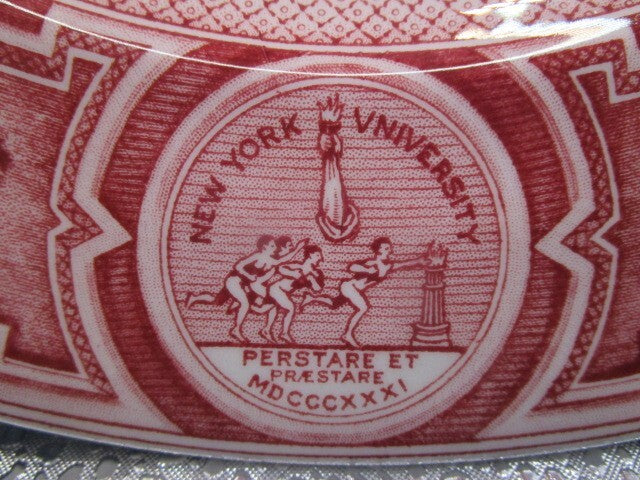 NEW YORK VNIVERSITY
PERSTARE ET
PRÆSTARE
MDCCCXXXI